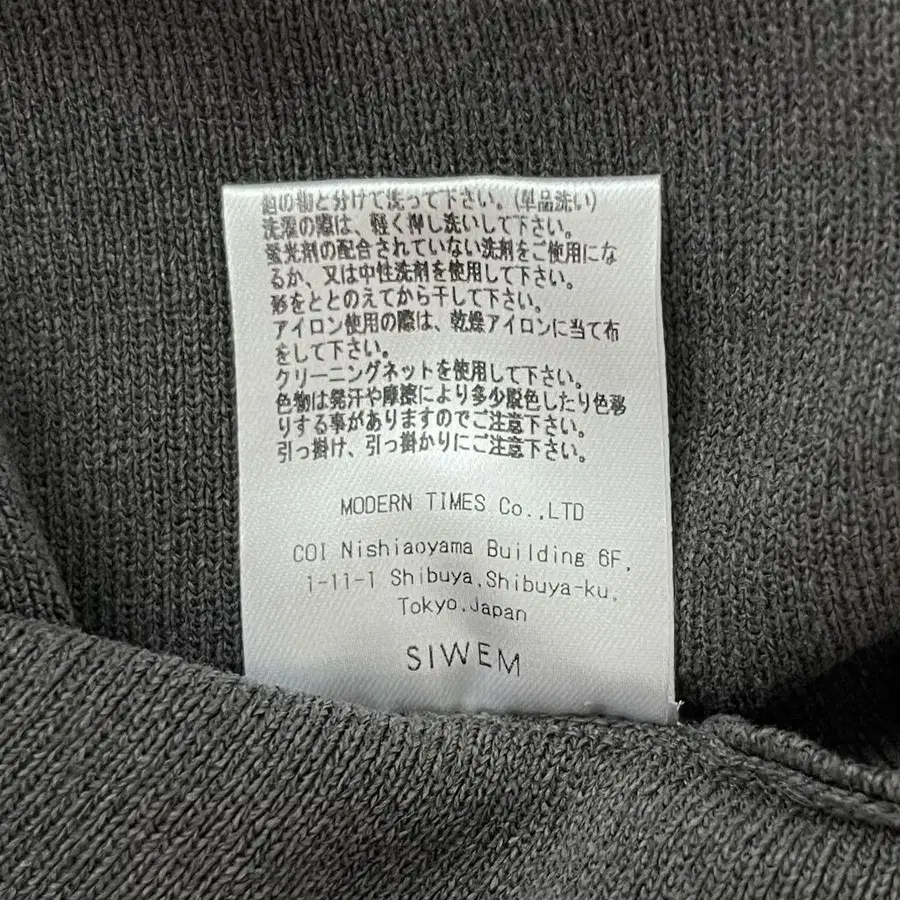 他の物と分けて洗って下さい。(単品洗い)
洗濯の際は、軽く押し洗いして下さい。
蛍光剤の配合されていない洗剤をご使用にな
るか、又は中性洗剤を使用して下さい。
形をととのえてから干して下さい。
アイロン使用の際は、乾燥アイロンに当て布
をして下さい。
クリーニングネットを使用して下さい。
色物は発汗や摩擦により多少脱色したり色移
りする事がありますのでご注意下さい。
引っ掛け、引っ掛かりにご注意下さい。
MODERN TIMES Co.,LTD
COI Nishiaoyama Building 6F,
1-11-1 Shibuya,Shibuya-ku,
Tokyo,Japan
SIWEM